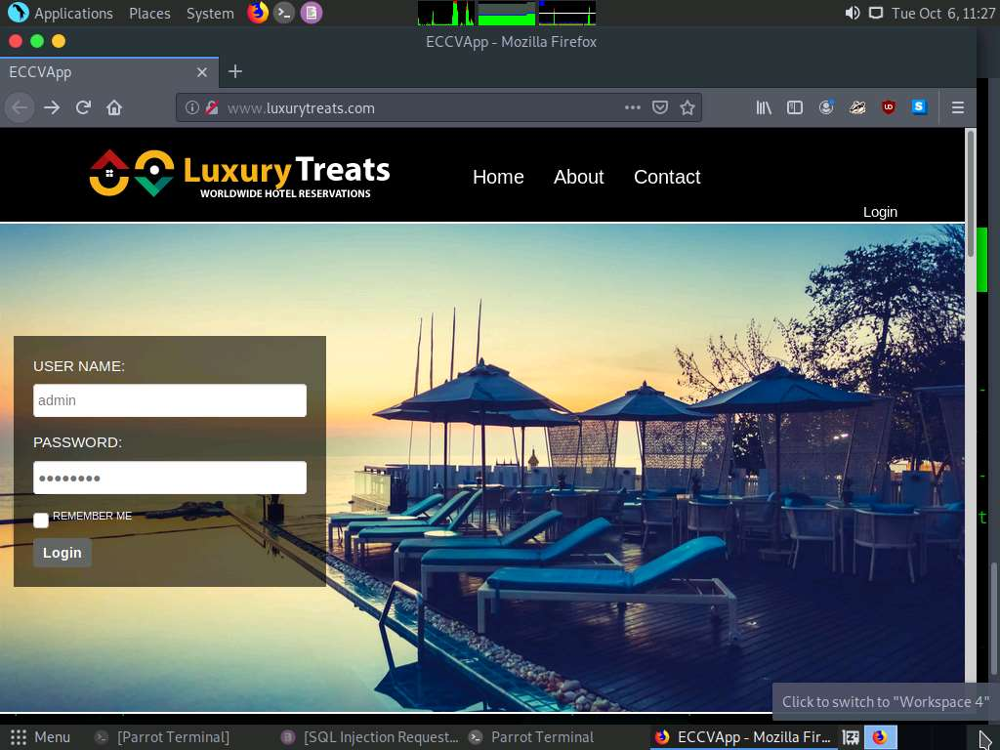 Applications Places System Tue Oct 6, 11:27
ECCVApp - Mozilla Firefox
ECCVApp
www.luxurytreats.com
Luxury Treats
WORLDWIDE HOTEL RESERVATIONS
Home About Contact
Login
USER NAME:
admin
PASSWORD:
••••••••
REMEMBER ME
Login
Click to switch to "Workspace 4"
Menu [Parrot Terminal] [SQL Injection Request... Parrot Terminal ECCVApp - Mozilla Fir...